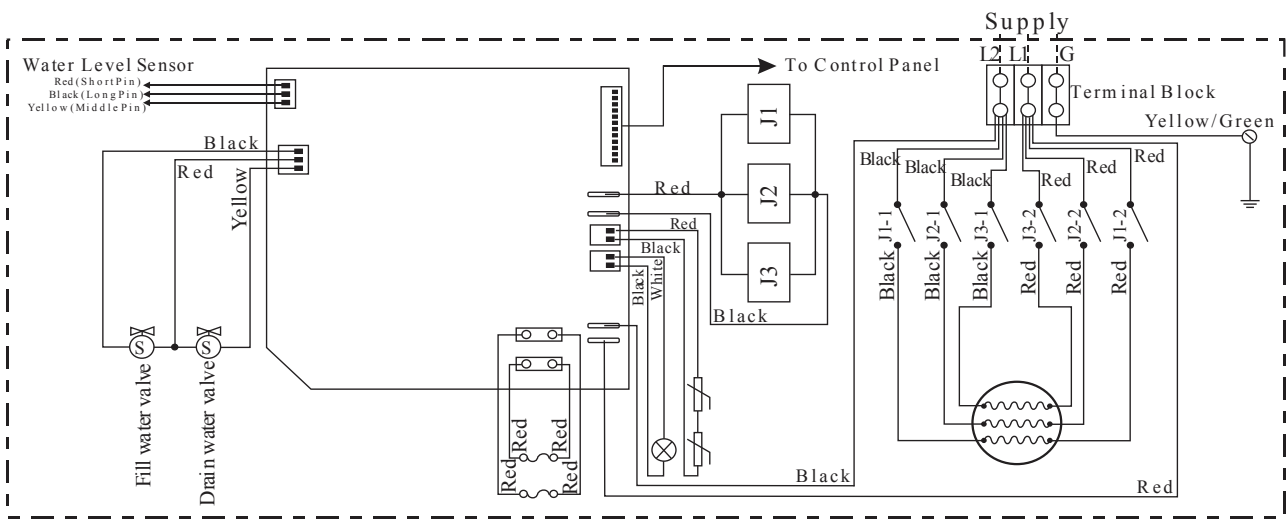 Supply
L2 L1 G
Terminal Block
Yellow/Green
Water Level Sensor
Red(Short Pin)
Black(Long Pin)
Yellow(Middle Pin)
To Control Panel
Black
Red
Yellow
Fill water valve
Drain water valve
S
S
Red
J1
J2
J3
Red
Black
Black
White
Black
Red
Red
Red
Red
Black
Black
Black
Red
Red
Red
J1-1
J2-1
J3-1
J3-2
J2-2
J1-2
Black
Black
Black
Red
Red
Red
Black
Red